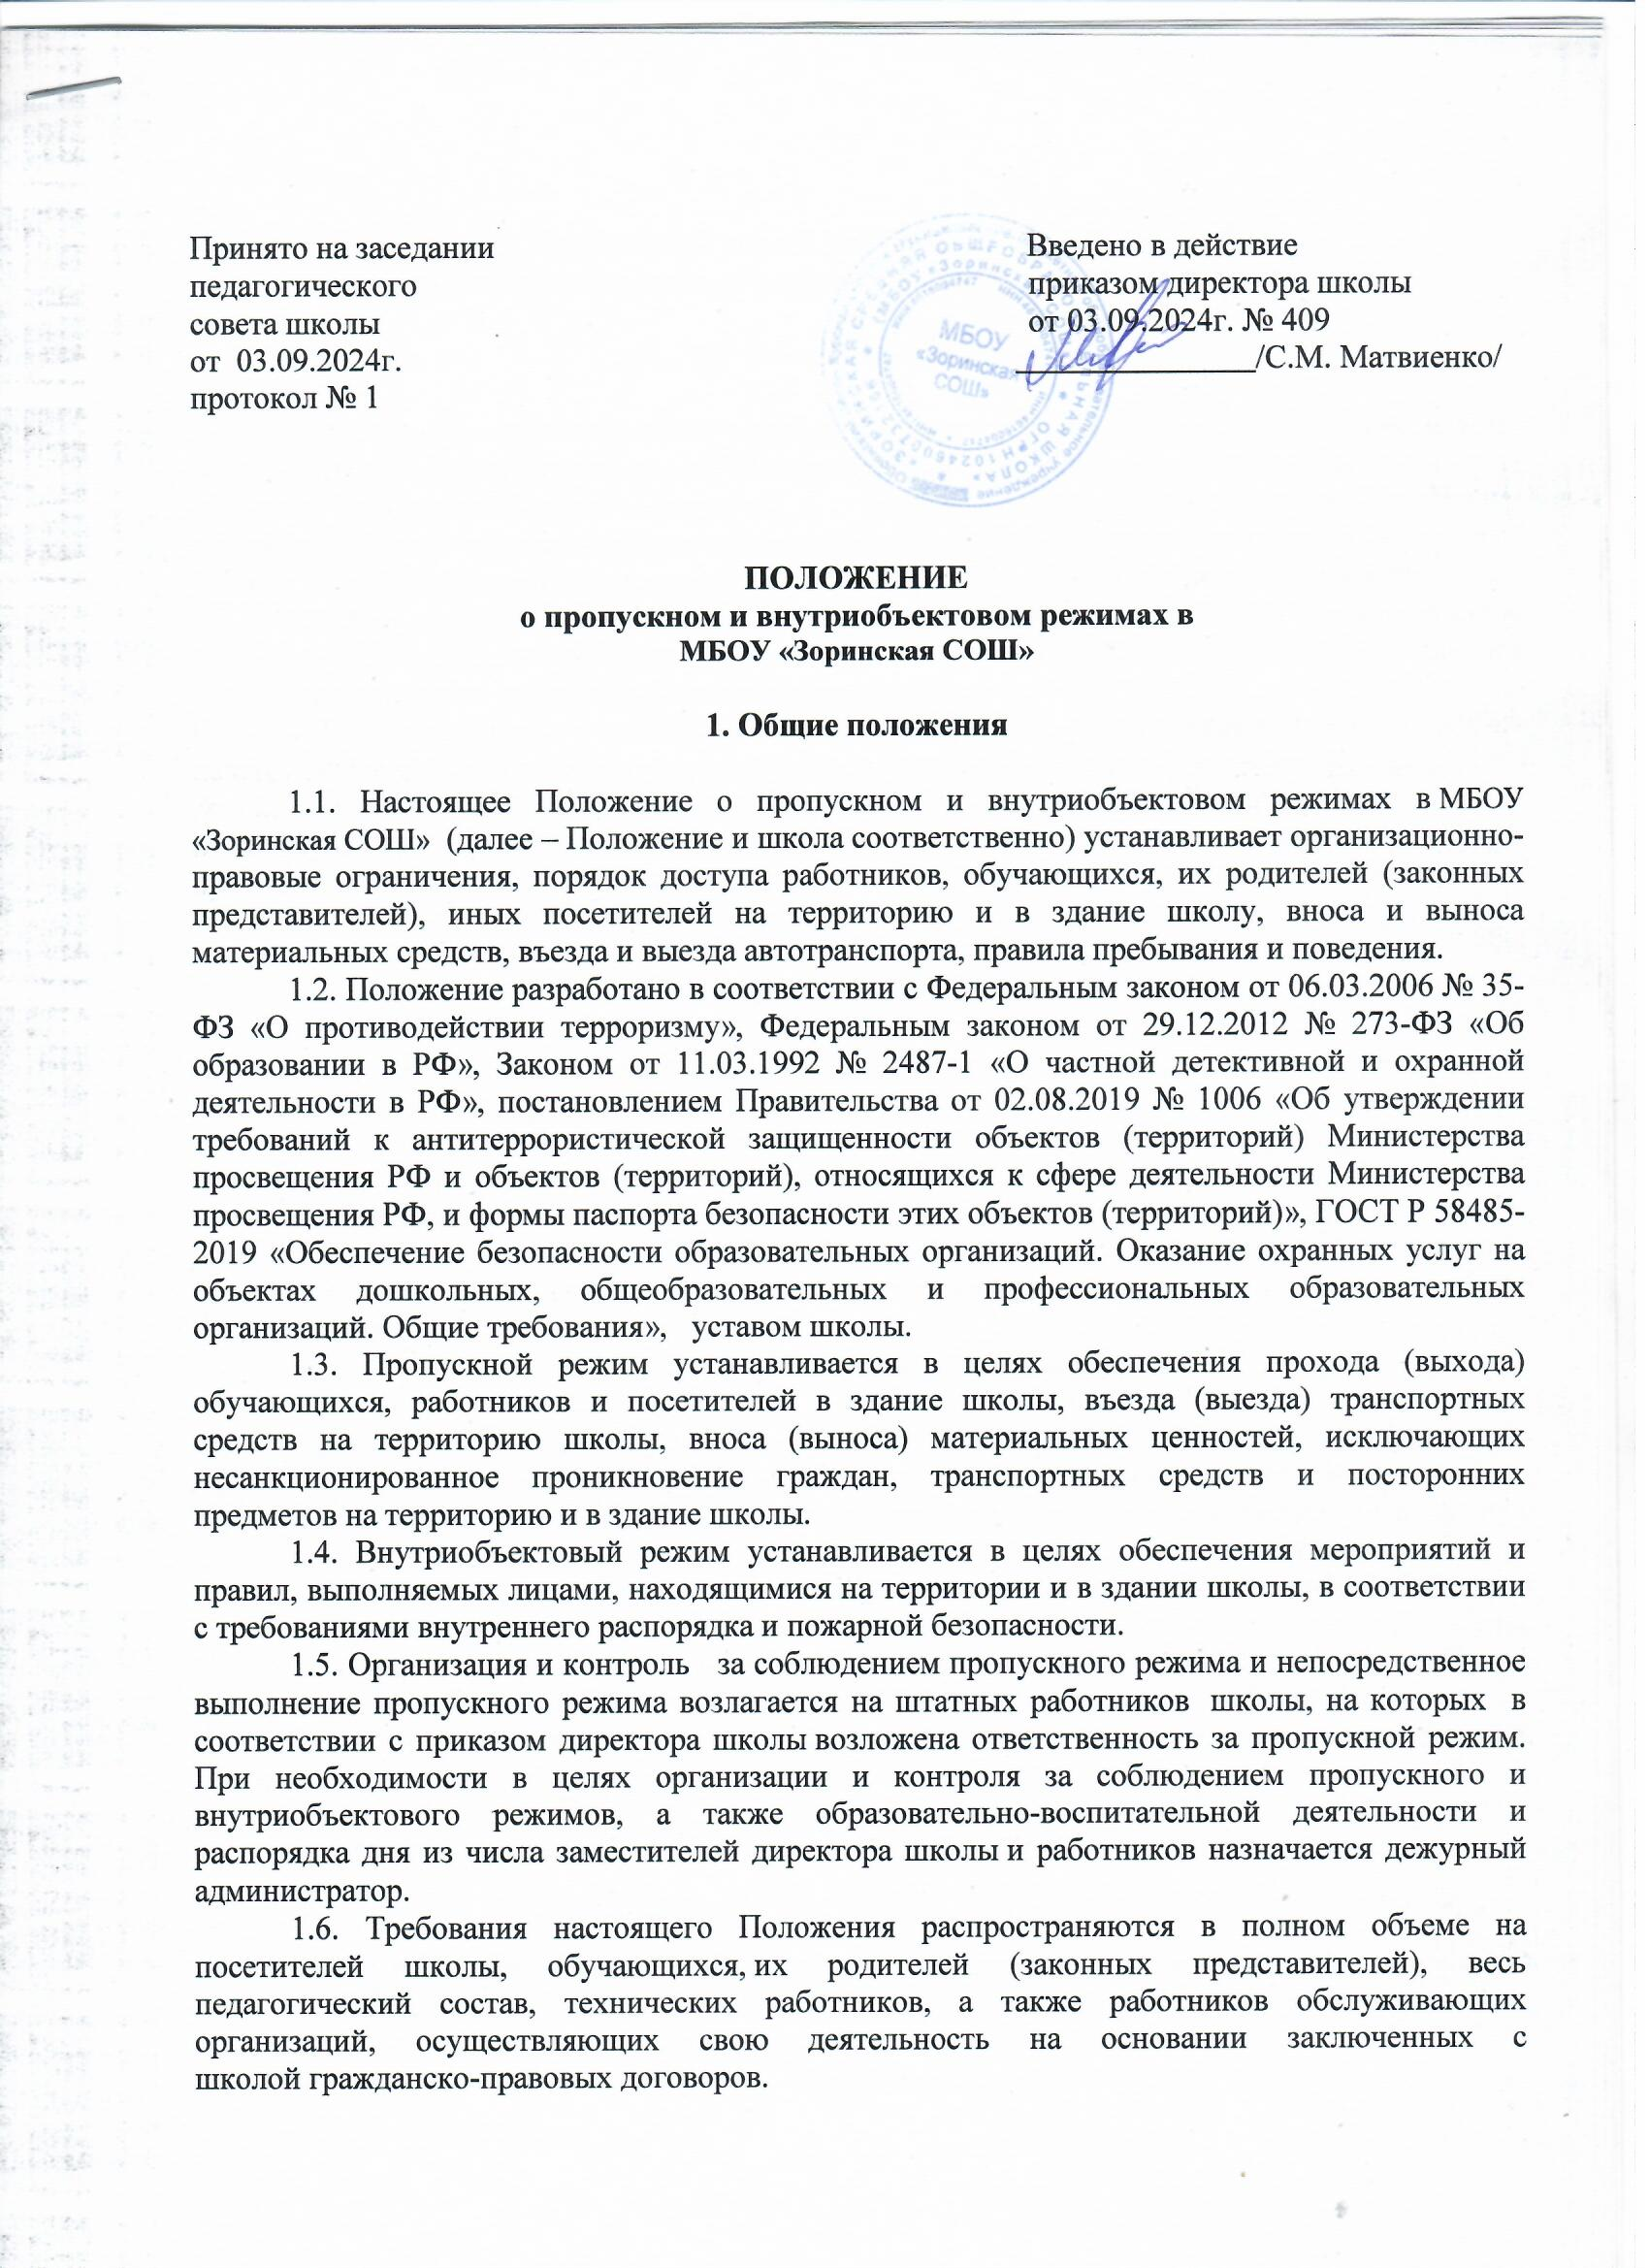 Принято на заседании
педагогического
совета школы
от 03.09.2024г.
протокол № 1
Введено в действие
приказом директора школы
от 03.09.2024г. № 409
/С.М. Матвиенко/
МБОУ
«Зоринская
СОШ»
ПОЛОЖЕНИЕ
о пропускном и внутриобъектовом режимах в
МБОУ «Зоринская СОШ»
1. Общие положения
1.1. Настоящее Положение о пропускном и внутриобъектовом режимах в МБОУ
«Зоринская СОШ» (далее – Положение и школа соответственно) устанавливает организационно-
правовые ограничения, порядок доступа работников, обучающихся, их родителей (законных
представителей), иных посетителей на территорию и в здание школу, вноса и выноса
материальных средств, въезда и выезда автотранспорта, правила пребывания и поведения.
1.2. Положение разработано в соответствии с Федеральным законом от 06.03.2006 № 35-
ФЗ «О противодействии терроризму», Федеральным законом от 29.12.2012 № 273-ФЗ «Об
образовании в РФ», Законом от 11.03.1992 № 2487-1 «О частной детективной и охранной
деятельности в РФ», постановлением Правительства от 02.08.2019 № 1006 «Об утверждении
требований к антитеррористической защищенности объектов (территорий) Министерства
просвещения РФ и объектов (территорий), относящихся к сфере деятельности Министерства
просвещения РФ, и формы паспорта безопасности этих объектов (территорий)», ГОСТ Р 58485-
2019 «Обеспечение безопасности образовательных организаций. Оказание охранных услуг на
объектах дошкольных, общеобразовательных и профессиональных образовательных
организаций. Общие требования», уставом школы.
1.3. Пропускной режим устанавливается в целях обеспечения прохода (выхода)
обучающихся, работников и посетителей в здание школы, въезда (выезда) транспортных
средств на территорию школы, вноса (выноса) материальных ценностей, исключающих
несанкционированное проникновение граждан, транспортных средств и посторонних
предметов на территорию и в здание школы.
1.4. Внутриобъектовый режим устанавливается в целях обеспечения мероприятий и
правил, выполняемых лицами, находящимися на территории и в здании школы, в соответствии
с требованиями внутреннего распорядка и пожарной безопасности.
1.5. Организация и контроль за соблюдением пропускного режима и непосредственное
выполнение пропускного режима возлагается на штатных работников школы, на которых в
соответствии с приказом директора школы возложена ответственность за пропускной режим.
При необходимости в целях организации и контроля за соблюдением пропускного и
внутриобъектового режимов, а также образовательно-воспитательной деятельности и
распорядка дня из числа заместителей директора школы и работников назначается дежурный
администратор.
1.6. Требования настоящего Положения распространяются в полном объеме на
посетителей школы, обучающихся, их родителей (законных представителей), весь
педагогический состав, технических работников, а также работников обслуживающих
организаций, осуществляющих свою деятельность на основании заключенных с
школой гражданско-правовых договоров.